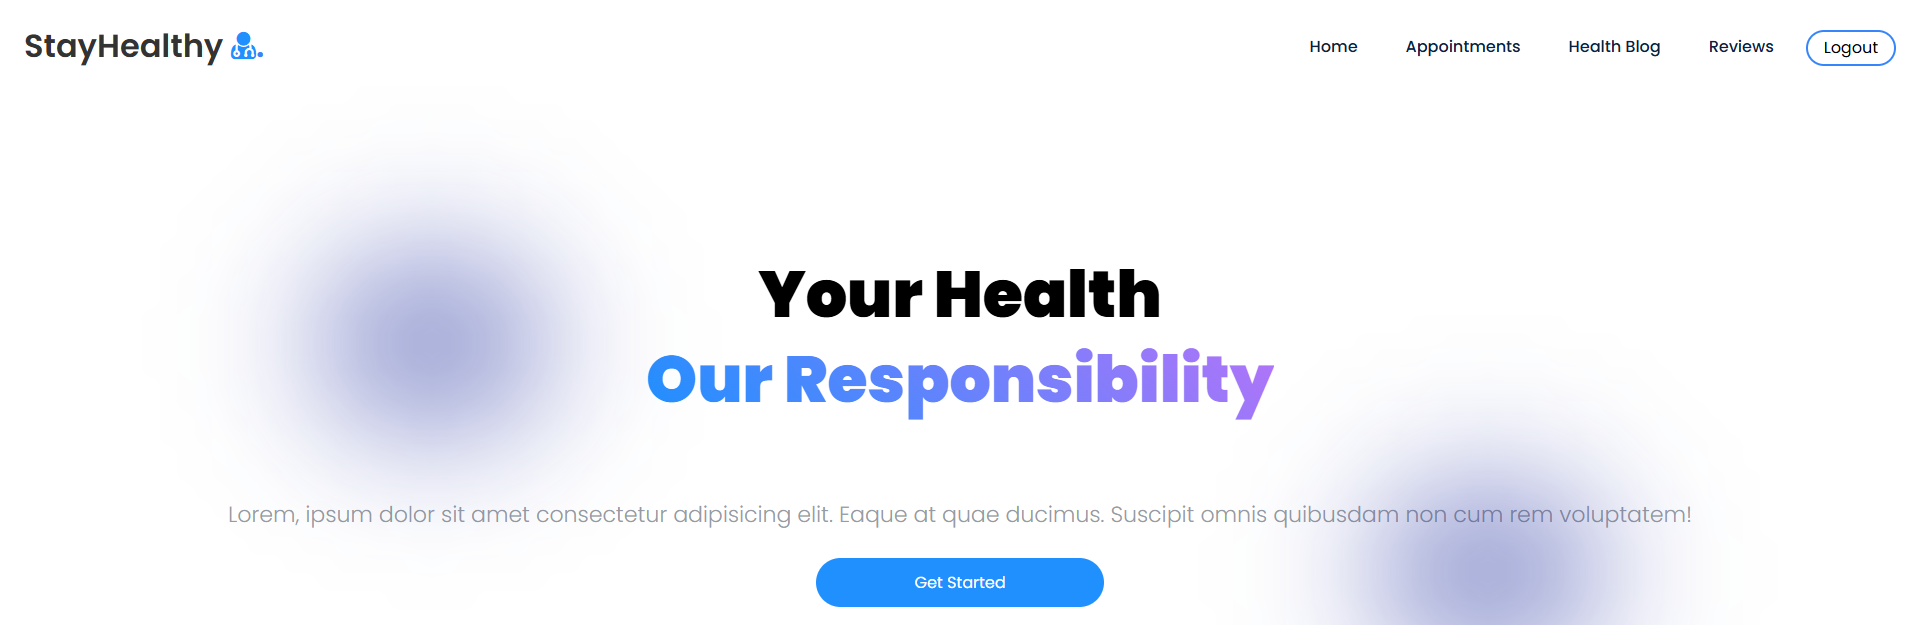 StayHealthy
Home Appointments Health Blog Reviews Logout
Your Health
Our Responsibility
Lorem, ipsum dolor sit amet consectetur adipisicing elit. Eaque at quae ducimus. Suscipit omnis quibusdam non cum rem voluptatem!
Get Started